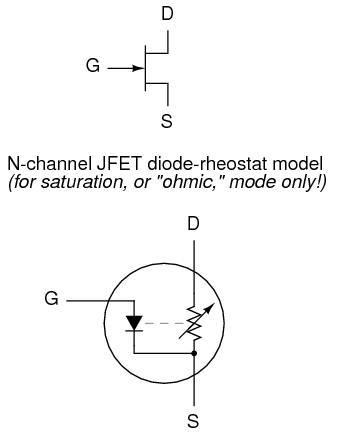 D
G
S
N-channel JFET diode-rheostat model
(for saturation, or "ohmic," mode only!)
D
G
S